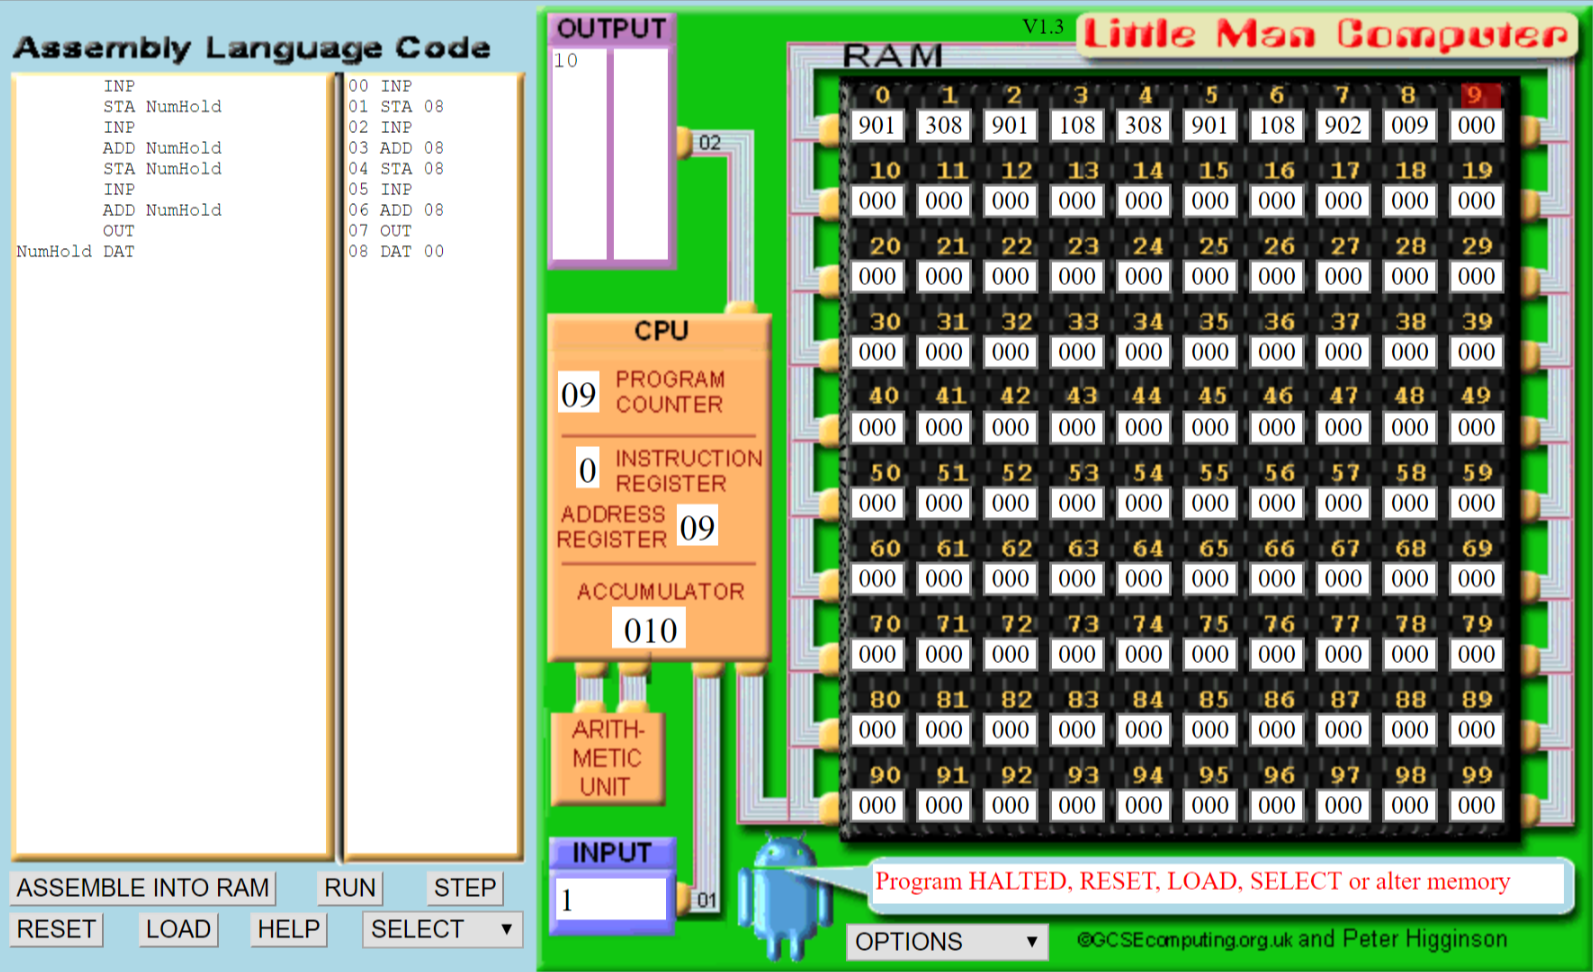 Assembly Language Code
INP
STA NumHold
INP
ADD NumHold
STA NumHold
INP
ADD NumHold
OUT
NumHold DAT
00 INP
01 STA 08
02 INP
03 ADD 08
04 STA 08
05 INP
06 ADD 08
07 OUT
08 DAT 00
ASSEMBLE INTO RAM RUN STEP
RESET LOAD HELP SELECT
OUTPUT
10
02
CPU
09 PROGRAM
COUNTER
0 INSTRUCTION
REGISTER
ADDRESS
REGISTER 09
ACCUMULATOR
010
ARITH-
METIC
UNIT
INPUT
1
01
V1.3 Little Man Computer
RAM
0 1 2 3 4 5 6 7 8 9
901 308 901 108 308 901 108 902 009 000
10 11 12 13 14 15 16 17 18 19
000 000 000 000 000 000 000 000 000 000
20 21 22 23 24 25 26 27 28 29
000 000 000 000 000 000 000 000 000 000
30 31 32 33 34 35 36 37 38 39
000 000 000 000 000 000 000 000 000 000
40 41 42 43 44 45 46 47 48 49
000 000 000 000 000 000 000 000 000 000
50 51 52 53 54 55 56 57 58 59
000 000 000 000 000 000 000 000 000 000
60 61 62 63 64 65 66 67 68 69
000 000 000 000 000 000 000 000 000 000
70 71 72 73 74 75 76 77 78 79
000 000 000 000 000 000 000 000 000 000
80 81 82 83 84 85 86 87 88 89
000 000 000 000 000 000 000 000 000 000
90 91 92 93 94 95 96 97 98 99
000 000 000 000 000 000 000 000 000 000
Program HALTED, RESET, LOAD, SELECT or alter memory
OPTIONS
©GCSEcomputing.org.uk and Peter Higginson